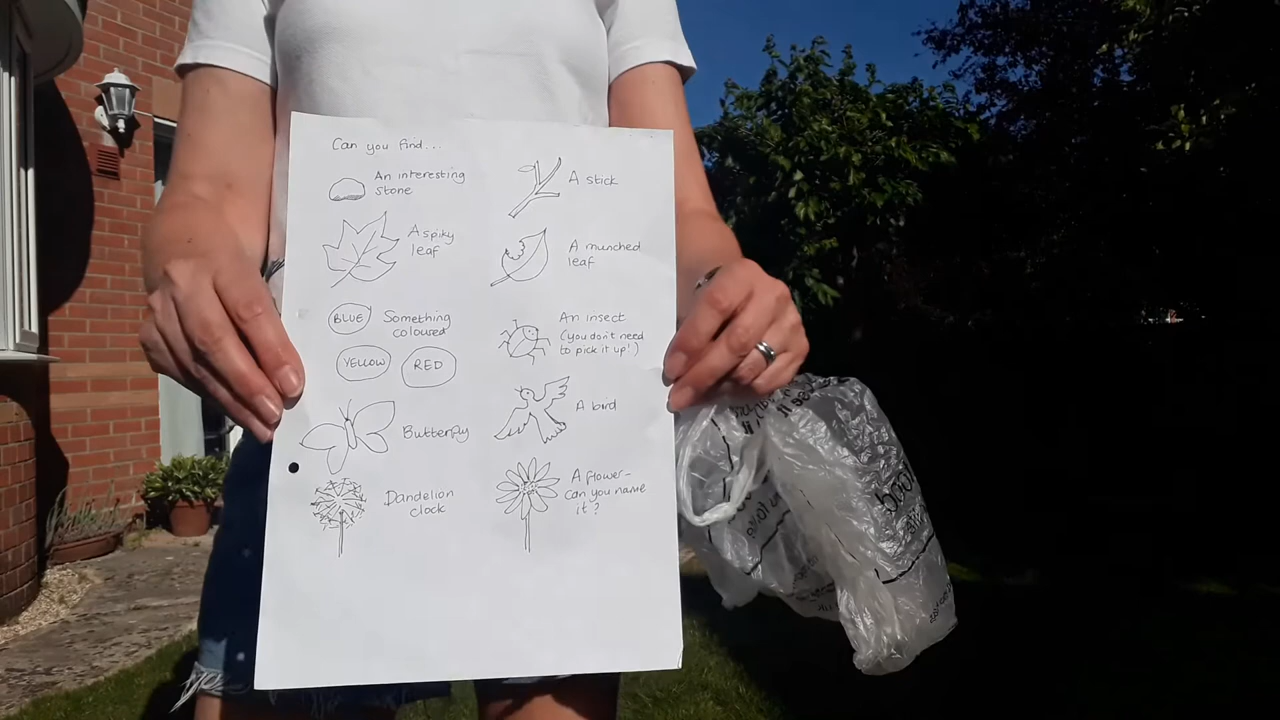 Can you find...
An interesting
stone
A spiky
leaf
BLUE
Something
coloured
YELLOW
RED
Butterfly
Dandelion
clock
A stick
A munched
leaf
An insect
(you don't need
to pick it up!)
A bird
A flower-
can you name
it?